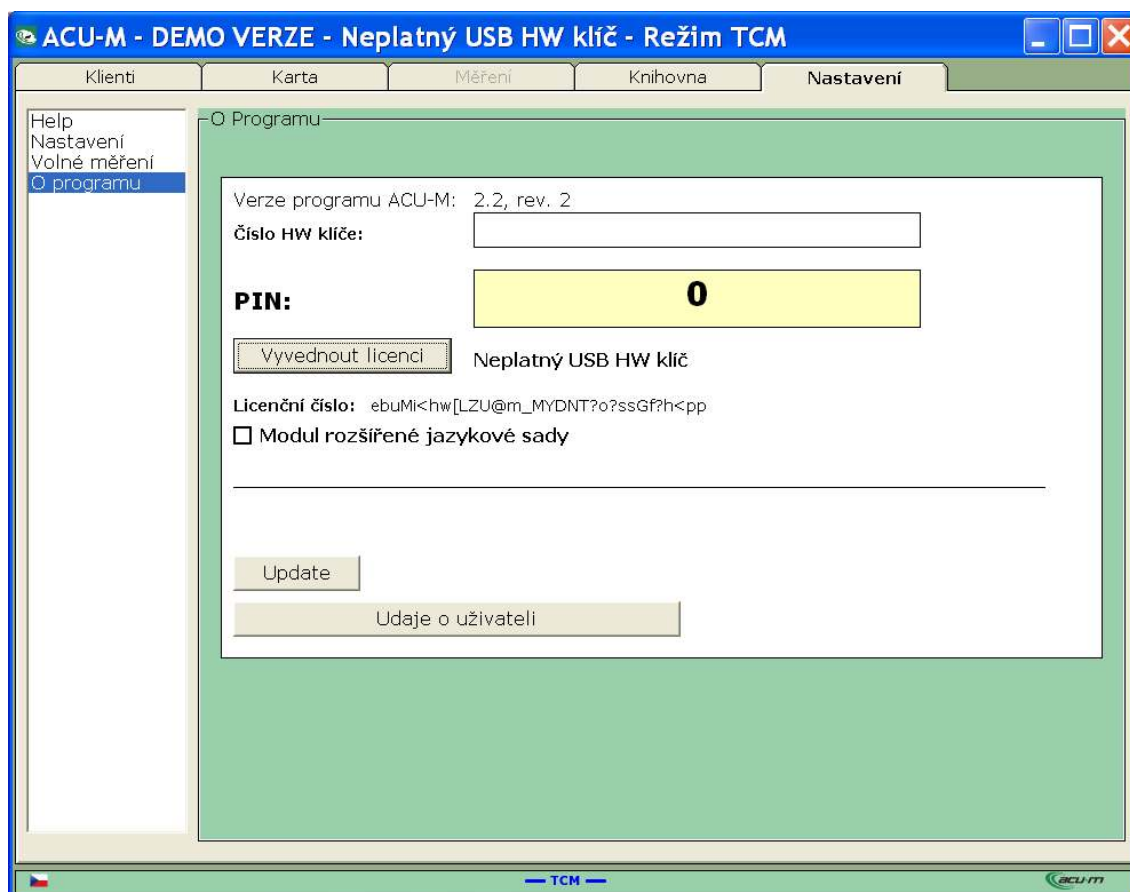 ACU-M - DEMO VERZE - Neplatný USB HW klíč - Režim TCM
Klienti Karta Měření Knihovna Nastavení
Help
Nastavení
Volné měření
O programu
O Programu
Verze programu ACU-M: 2.2, rev. 2
Číslo HW klíče:
PIN: 0
Vyvednout licenci Neplatný USB HW klíč
Licenční číslo: ebuMi<hw[LZU@m_MYDNT?o?ssGf?h<pp
Modul rozšířené jazykové sady
Update
Udaje o uživateli
TCM acu-m